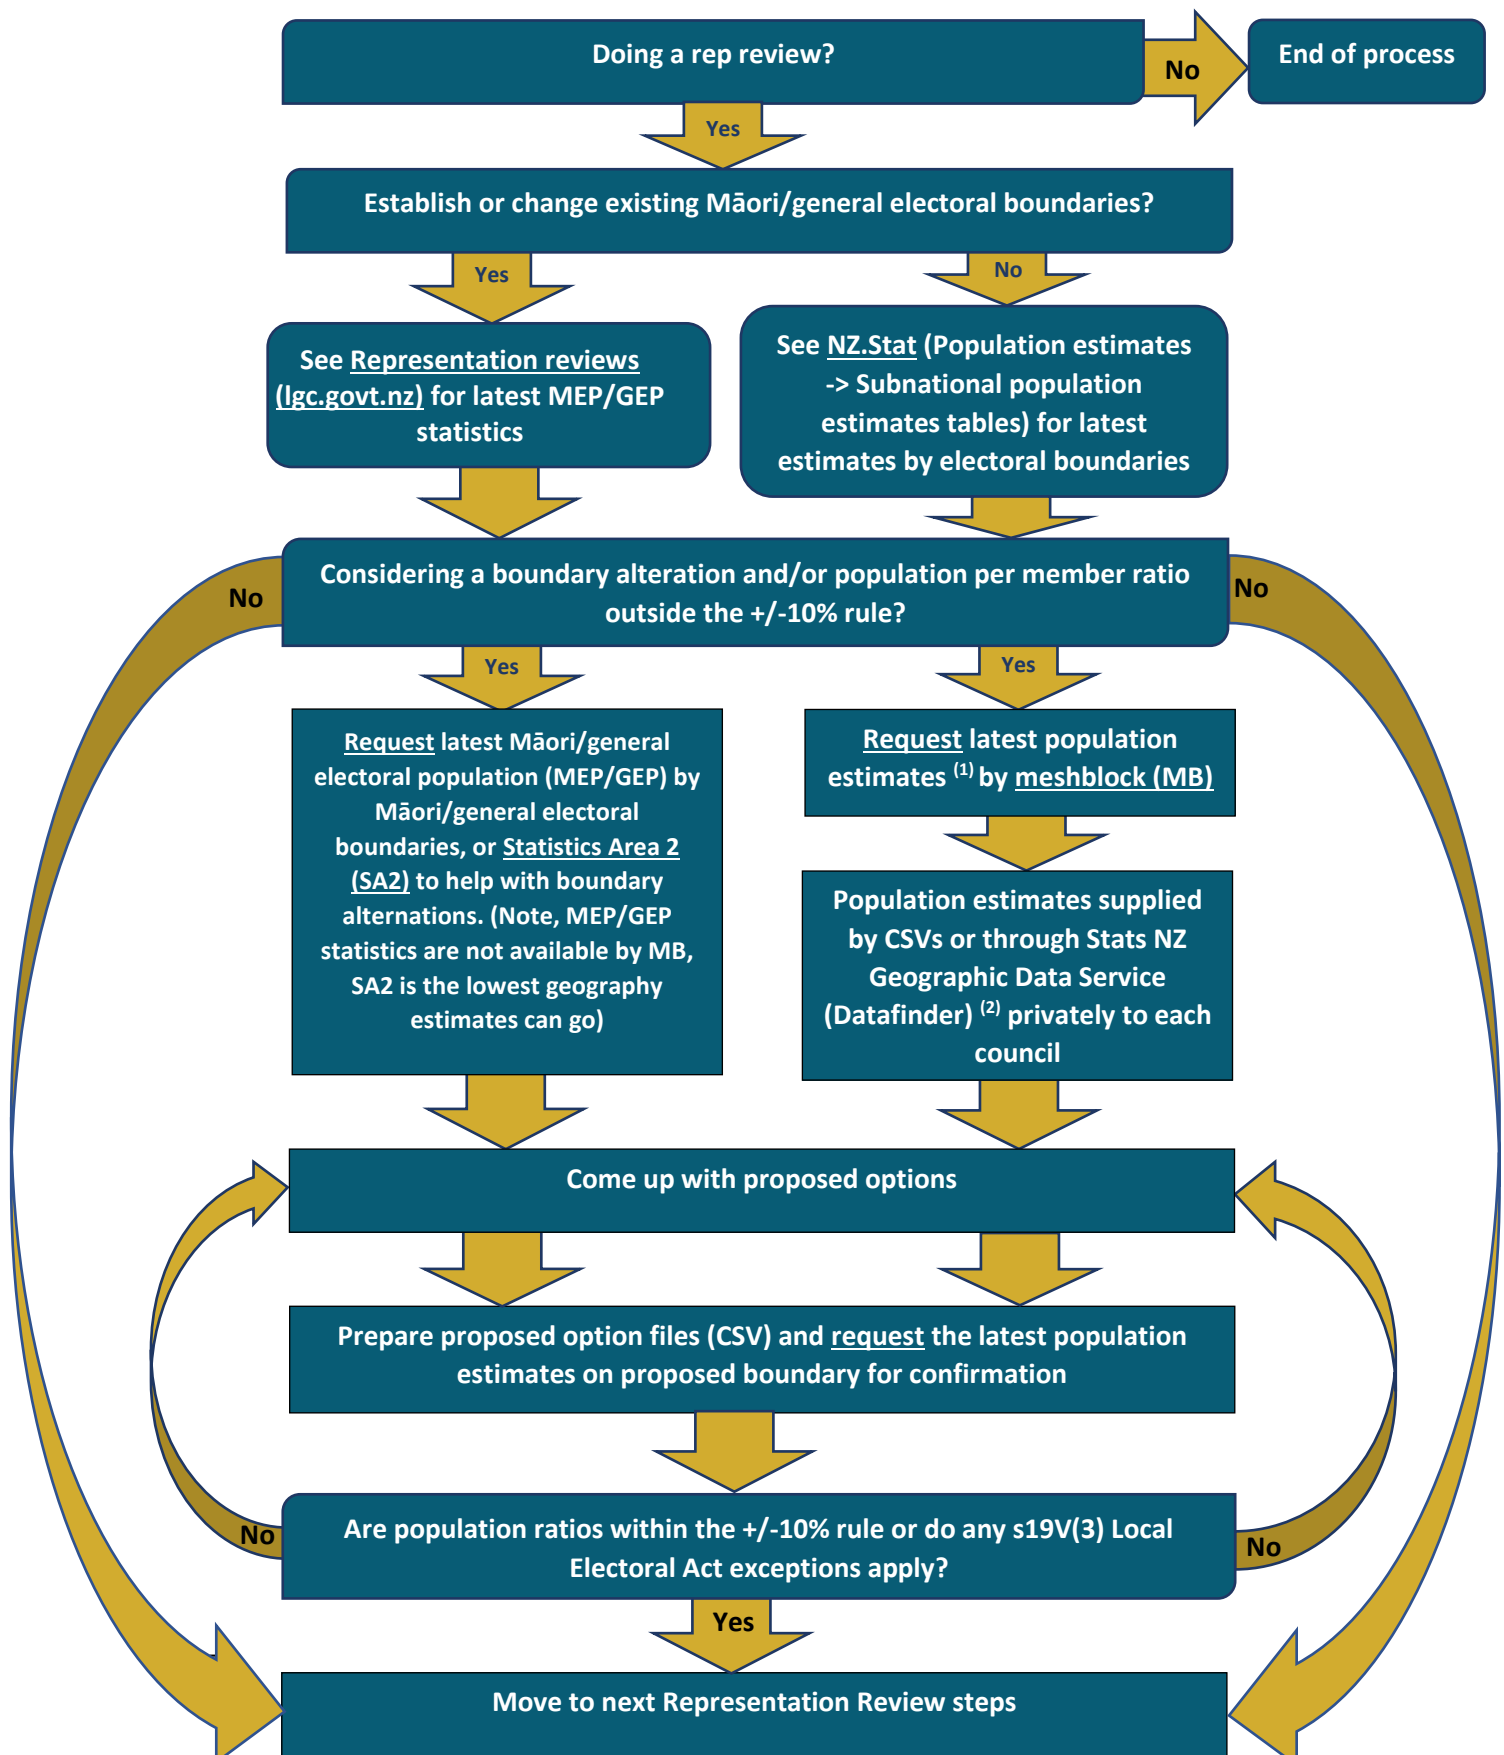 Doing a rep review?
No
End of process
Yes
Establish or change existing Māori/general electoral boundaries?
Yes
No
See Representation reviews
(lgc.govt.nz) for latest MEP/GEP
statistics
See NZ.Stat (Population estimates
-> Subnational population
estimates tables) for latest
estimates by electoral boundaries
No
Considering a boundary alteration and/or population per member ratio
outside the +/-10% rule?
No
Yes
Yes
Request latest Māori/general
electoral population (MEP/GEP) by
Māori/general electoral
boundaries, or Statistics Area 2
(SA2) to help with boundary
alternations. (Note, MEP/GEP
statistics are not available by MB,
SA2 is the lowest geography
estimates can go)
Request latest population
estimates (1) by meshblock (MB)
Population estimates supplied
by CSVs or through Stats NZ
Geographic Data Service
(Datafinder) (2) privately to each
council
Come up with proposed options
Prepare proposed option files (CSV) and request the latest population
estimates on proposed boundary for confirmation
No
Are population ratios within the +/-10% rule or do any s19V(3) Local
Electoral Act exceptions apply?
No
Yes
Move to next Representation Review steps